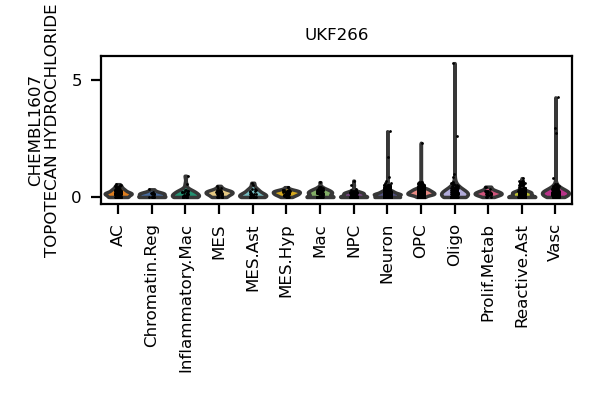 UKF266
CHEMBL1607
TOPOTECAN HYDROCHLORIDE
5
0
AC
Chromatin.Reg
Inflammatory.Mac
MES
MES.Ast
MES.Hyp
Mac
NPC
Neuron
OPC
Oligo
Prolif.Metab
Reactive.Ast
Vasc